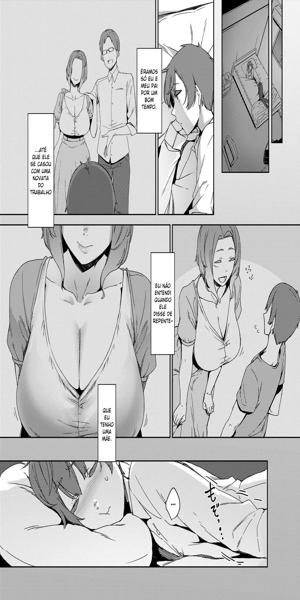 ÉRAMOS
SÓ EU E
MEU PAI
POR UM
BOM
TEMPO.
...ATÉ
QUE ELE
SE CASOU
COM UMA
NOVATA
DO
TRABALHO
EU NÃO
ENTENDI
QUANDO
ELE
DISSE DE
REPENTE-
QUE
EU
TENHO
UMA
MÃE.
...